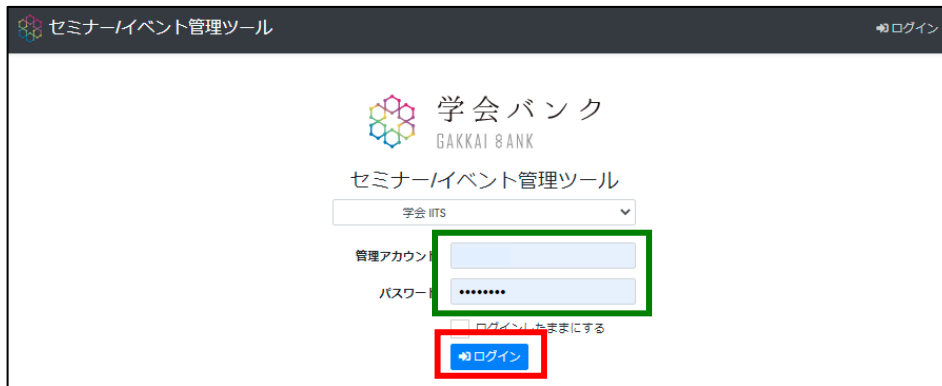 セミナー/イベント管理ツール
ログイン
学会バンク
GAKKAI BANK
セミナー/イベント管理ツール
学会 IITS
管理アカウント
パスワード
ログインしたままにする
ログイン